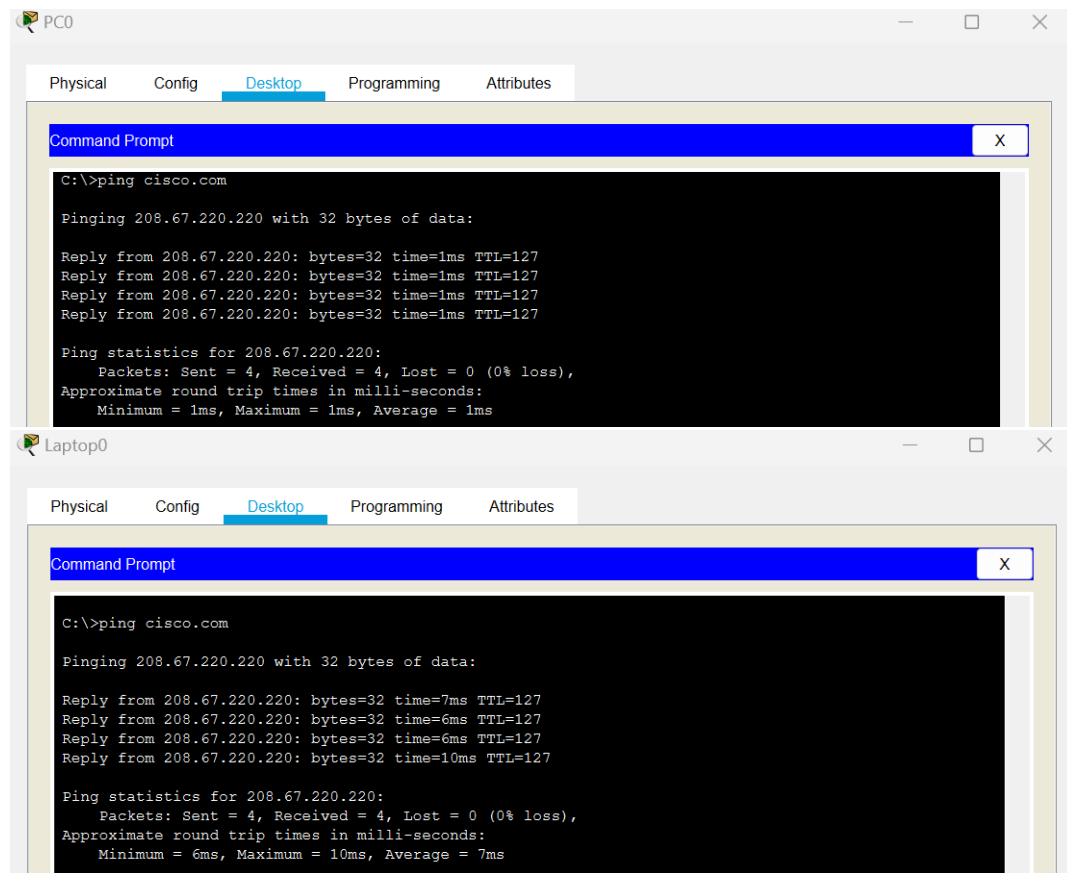 PC0
Physical Config Desktop Programming Attributes
Command Prompt X
C:\>ping cisco.com
Pinging 208.67.220.220 with 32 bytes of data:
Reply from 208.67.220.220: bytes=32 time=1ms TTL=127
Reply from 208.67.220.220: bytes=32 time=1ms TTL=127
Reply from 208.67.220.220: bytes=32 time=1ms TTL=127
Reply from 208.67.220.220: bytes=32 time=1ms TTL=127
Ping statistics for 208.67.220.220:
Packets: Sent = 4, Received = 4, Lost = 0 (0% loss),
Approximate round trip times in milli-seconds:
Minimum = 1ms, Maximum = 1ms, Average = 1ms
Laptop0
Physical Config Desktop Programming Attributes
Command Prompt X
C:\>ping cisco.com
Pinging 208.67.220.220 with 32 bytes of data:
Reply from 208.67.220.220: bytes=32 time=7ms TTL=127
Reply from 208.67.220.220: bytes=32 time=6ms TTL=127
Reply from 208.67.220.220: bytes=32 time=6ms TTL=127
Reply from 208.67.220.220: bytes=32 time=10ms TTL=127
Ping statistics for 208.67.220.220:
Packets: Sent = 4, Received = 4, Lost = 0 (0% loss),
Approximate round trip times in milli-seconds:
Minimum = 6ms, Maximum = 10ms, Average = 7ms